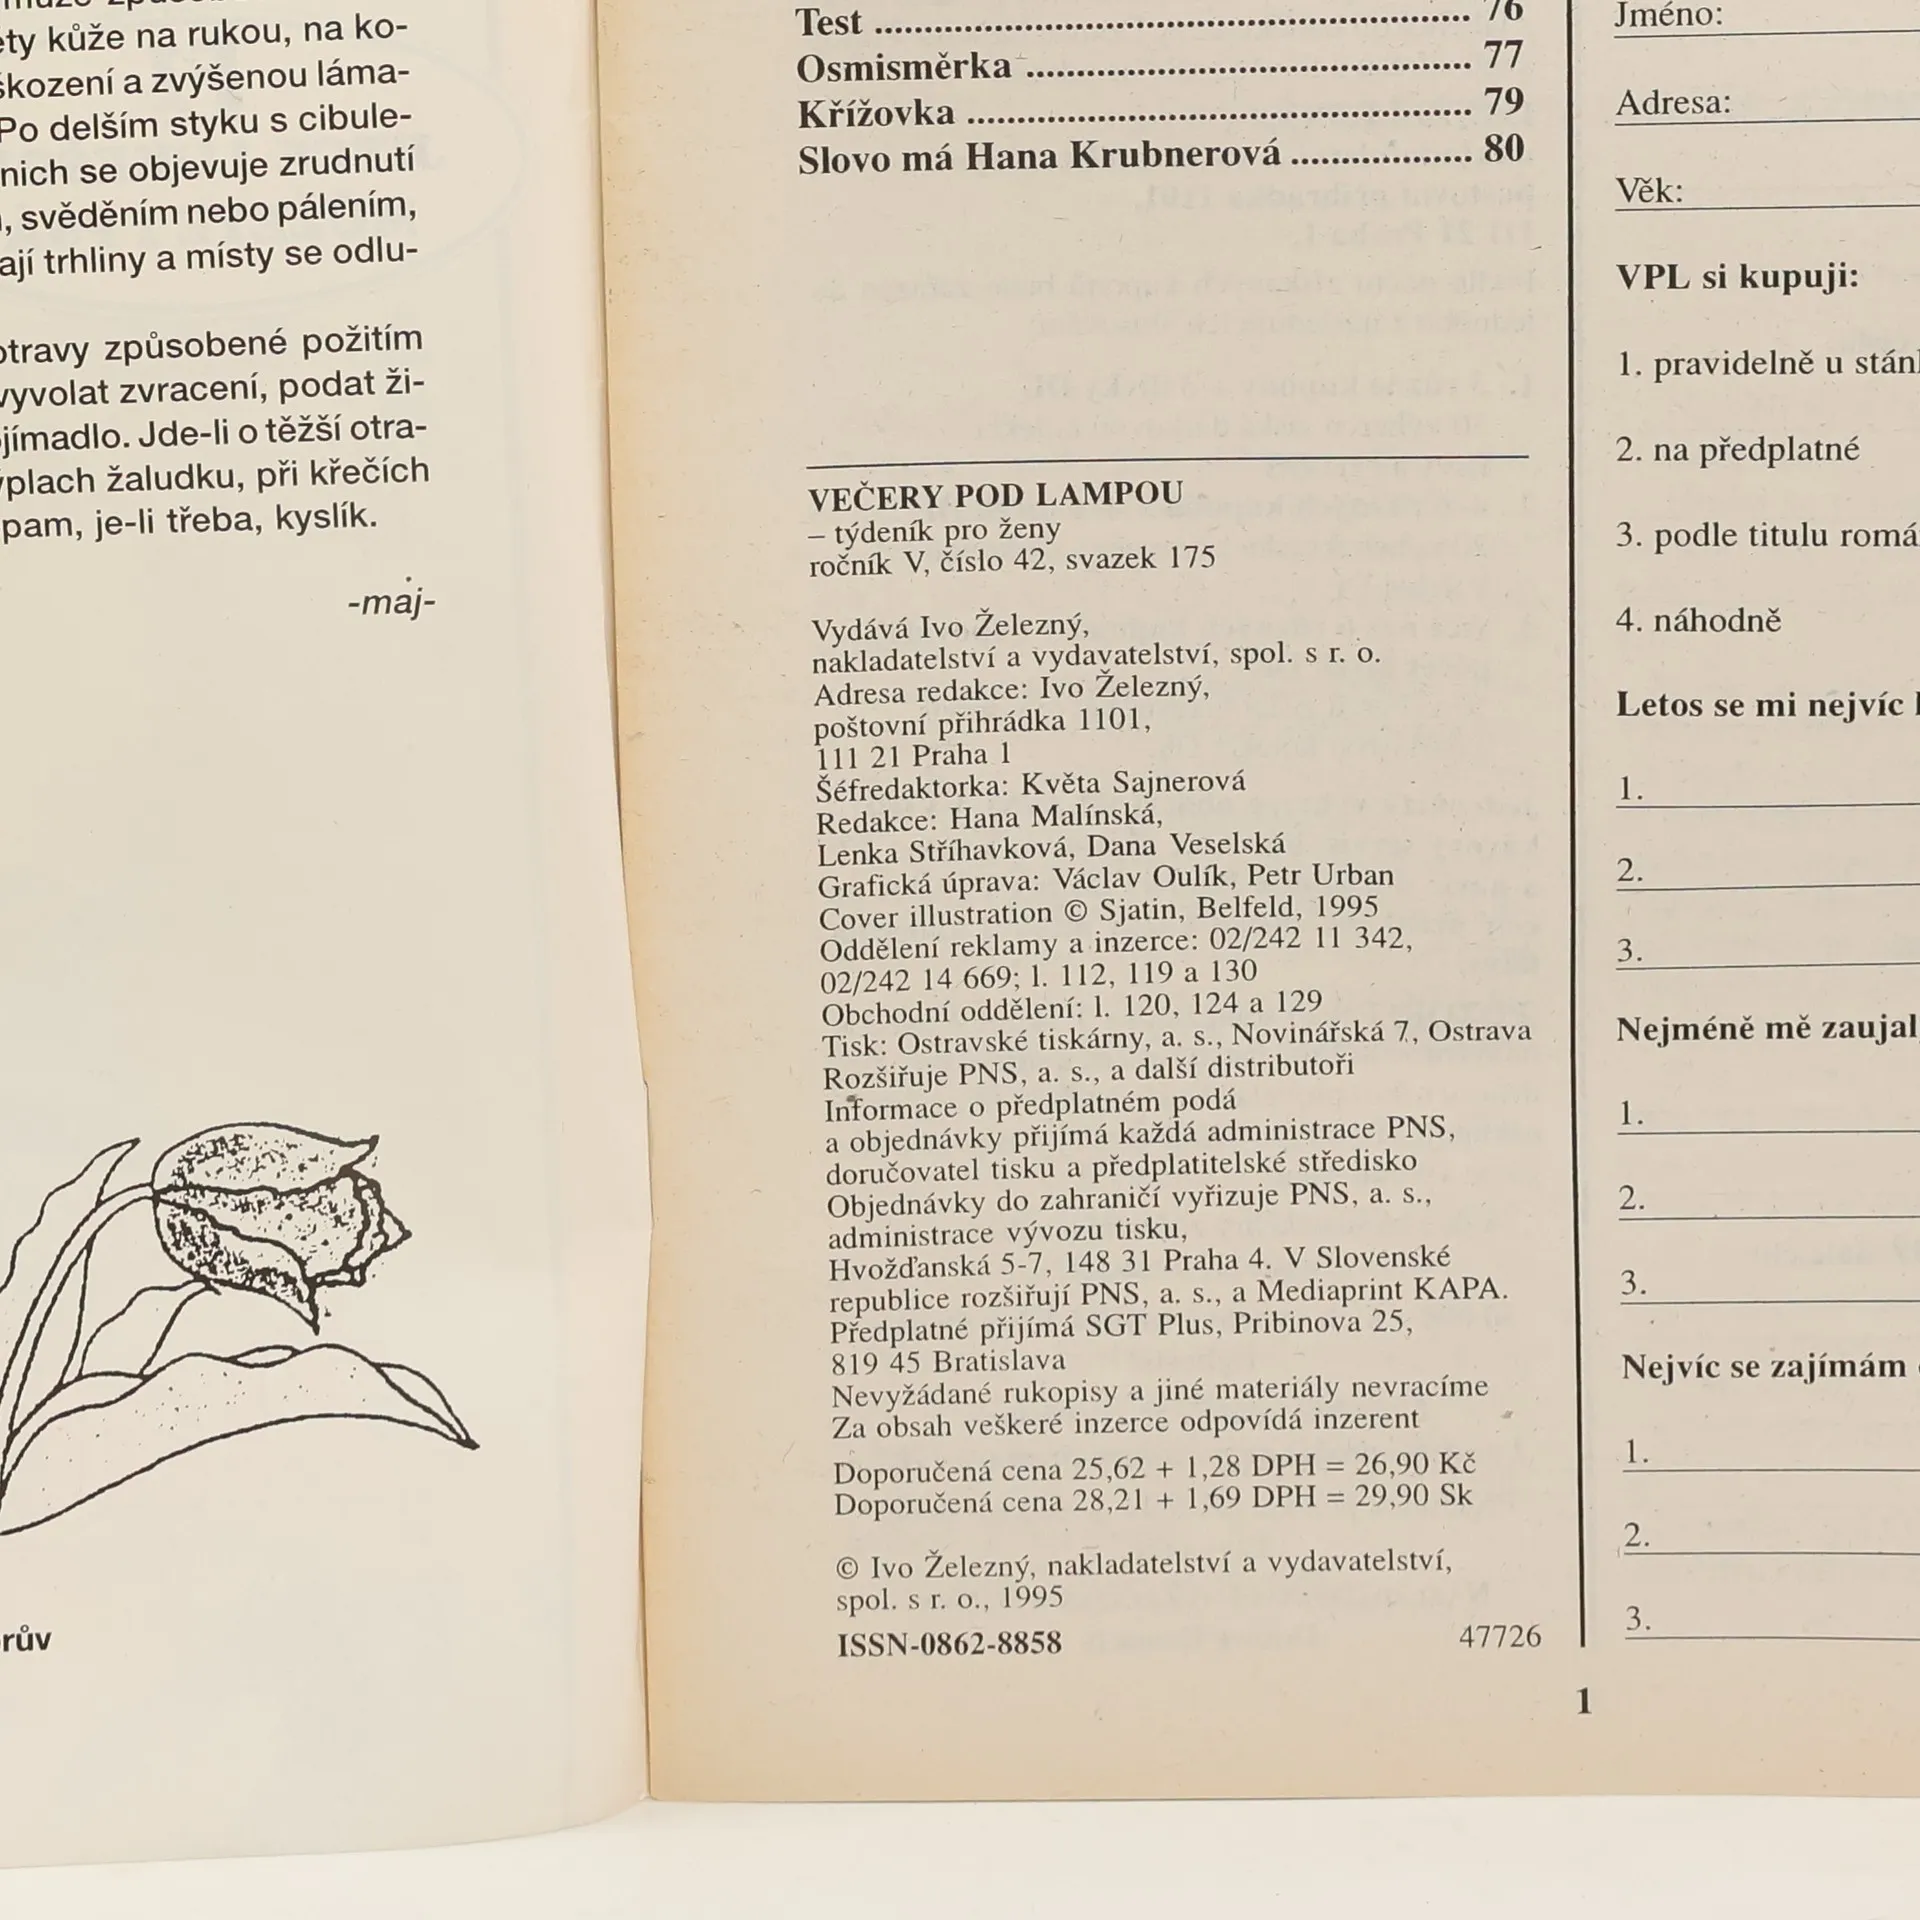 ety kůže na rukou, na ko-
škození a zvýšenou láma-
Po delším styku s cibule-
nich se objevuje zrudnutí
, svěděním nebo pálením,
ají trhliny a místy se odlu-
otravy způsobené požitím
vyvolat zvracení, podat ži-
jímadlo. Jde-li o těžší otra-
ýplach žaludku, při křečích
pam, je-li třeba, kyslík.
-maj-
rův
Test .......... 76
Osmisměrka .......... 77
Křížovka .......... 79
Slovo má Hana Krubnerová .......... 80
VEČERY POD LAMPOU
– týdeník pro ženy
ročník V, číslo 42, svazek 175
Vydává Ivo Železný,
nakladatelství a vydavatelství, spol. s r. o.
Adresa redakce: Ivo Železný,
poštovní přihrádka 1101,
111 21 Praha 1
Šéfredaktorka: Květa Sajnerová
Redakce: Hana Malínská,
Lenka Stříhavková, Dana Veselská
Grafická úprava: Václav Oulík, Petr Urban
Cover illustration © Sjatin, Belfeld, 1995
Oddělení reklamy a inzerce: 02/242 11 342,
02/242 14 669; l. 112, 119 a 130
Obchodní oddělení: l. 120, 124 a 129
Tisk: Ostravské tiskárny, a. s., Novinářská 7, Ostrava
Rozšiřuje PNS, a. s., a další distributoři
Informace o předplatném podá
a objednávky přijímá každá administrace PNS,
doručovatel tisku a předplatitelské středisko
Objednávky do zahraničí vyřizuje PNS, a. s.,
administrace vývozu tisku,
Hvožďanská 5-7, 148 31 Praha 4. V Slovenské
republice rozšiřují PNS, a. s., a Mediaprint KAPA.
Předplatné přijímá SGT Plus, Pribinova 25,
819 45 Bratislava
Nevyžádané rukopisy a jiné materiály nevracíme
Za obsah veškeré inzerce odpovídá inzerent
Doporučená cena 25,62 + 1,28 DPH = 26,90 Kč
Doporučená cena 28,21 + 1,69 DPH = 29,90 Sk
© Ivo Železný, nakladatelství a vydavatelství,
spol. s r. o., 1995
ISSN-0862-8858 47726
Jméno:
Adresa:
Věk:
VPL si kupuji:
1. pravidelně u stán
2. na předplatné
3. podle titulu romá
4. náhodně
Letos se mi nejvíc
1.
2.
3.
Nejméně mě zaujal
1.
2.
3.
Nejvíc se zajímám
1.
2.
3.
1